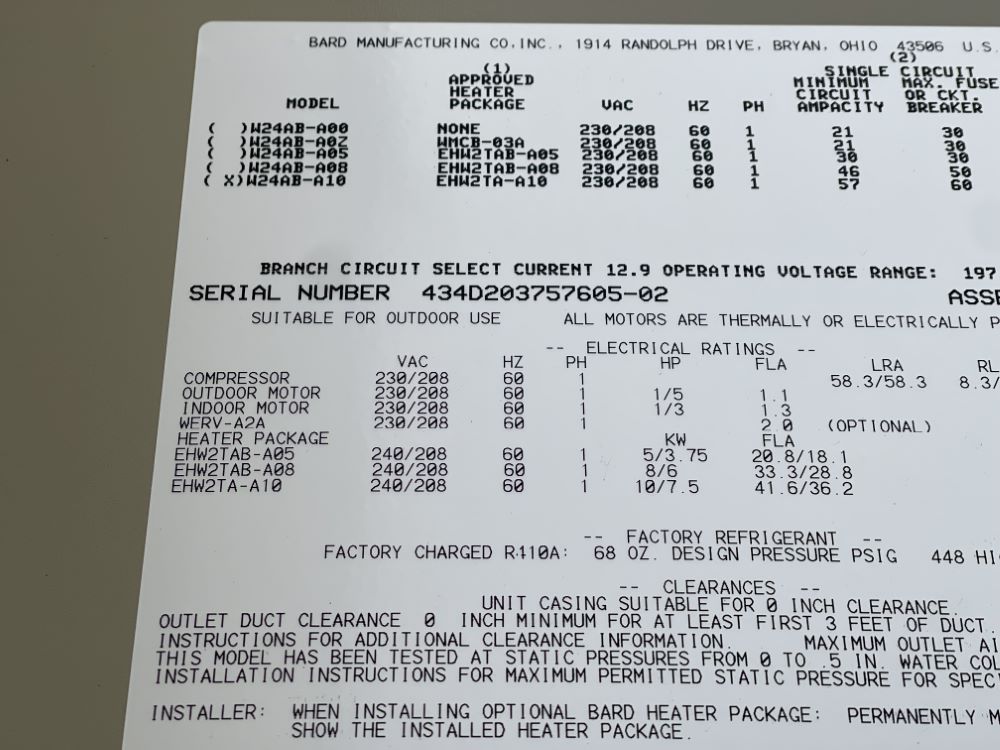 BARD MANUFACTURING CO,INC., 1914 RANDOLPH DRIVE, BRYAN, OHIO 43506 U.S.
(1) (2)
APPROVED SINGLE CIRCUIT
HEATER MINIMUM MAX. FUSE
MODEL PACKAGE VAC HZ PH CIRCUIT AMPACITY OR CKT. BREAKER
( )W24AB-A00 NONE 230/208 60 1 21 30
( )W24AB-A0Z WMCB-03A 230/208 60 1 21 30
( )W24AB-A05 EHW2TAB-A05 230/208 60 1 30 30
( )W24AB-A08 EHW2TAB-A08 230/208 60 1 46 50
( X)W24AB-A10 EHW2TA-A10 230/208 60 1 57 60
BRANCH CIRCUIT SELECT CURRENT 12.9 OPERATING VOLTAGE RANGE: 197
SERIAL NUMBER 434D203757605-02 ASSE
SUITABLE FOR OUTDOOR USE ALL MOTORS ARE THERMALLY OR ELECTRICALLY P
-- ELECTRICAL RATINGS --
VAC HZ PH HP FLA LRA RL
COMPRESSOR 230/208 60 1 58.3/58.3 8.3/
OUTDOOR MOTOR 230/208 60 1 1/5 1.1
INDOOR MOTOR 230/208 60 1 1/3 1.3
WERV-A2A 230/208 60 1 2.0 (OPTIONAL)
HEATER PACKAGE KW FLA
EHW2TAB-A05 240/208 60 1 5/3.75 20.8/18.1
EHW2TAB-A08 240/208 60 1 8/6 33.3/28.8
EHW2TA-A10 240/208 60 1 10/7.5 41.6/36.2
-- FACTORY REFRIGERANT --
FACTORY CHARGED R410A: 68 OZ. DESIGN PRESSURE PSIG 448 HI
-- CLEARANCES --
UNIT CASING SUITABLE FOR 0 INCH CLEARANCE.
OUTLET DUCT CLEARANCE 0 INCH MINIMUM FOR AT LEAST FIRST 3 FEET OF DUCT.
INSTRUCTIONS FOR ADDITIONAL CLEARANCE INFORMATION. MAXIMUM OUTLET AI
THIS MODEL HAS BEEN TESTED AT STATIC PRESSURES FROM 0 TO .5 IN. WATER COL
INSTALLATION INSTRUCTIONS FOR MAXIMUM PERMITTED STATIC PRESSURE FOR SPEC
INSTALLER: WHEN INSTALLING OPTIONAL BARD HEATER PACKAGE: PERMANENTLY M
SHOW THE INSTALLED HEATER PACKAGE.